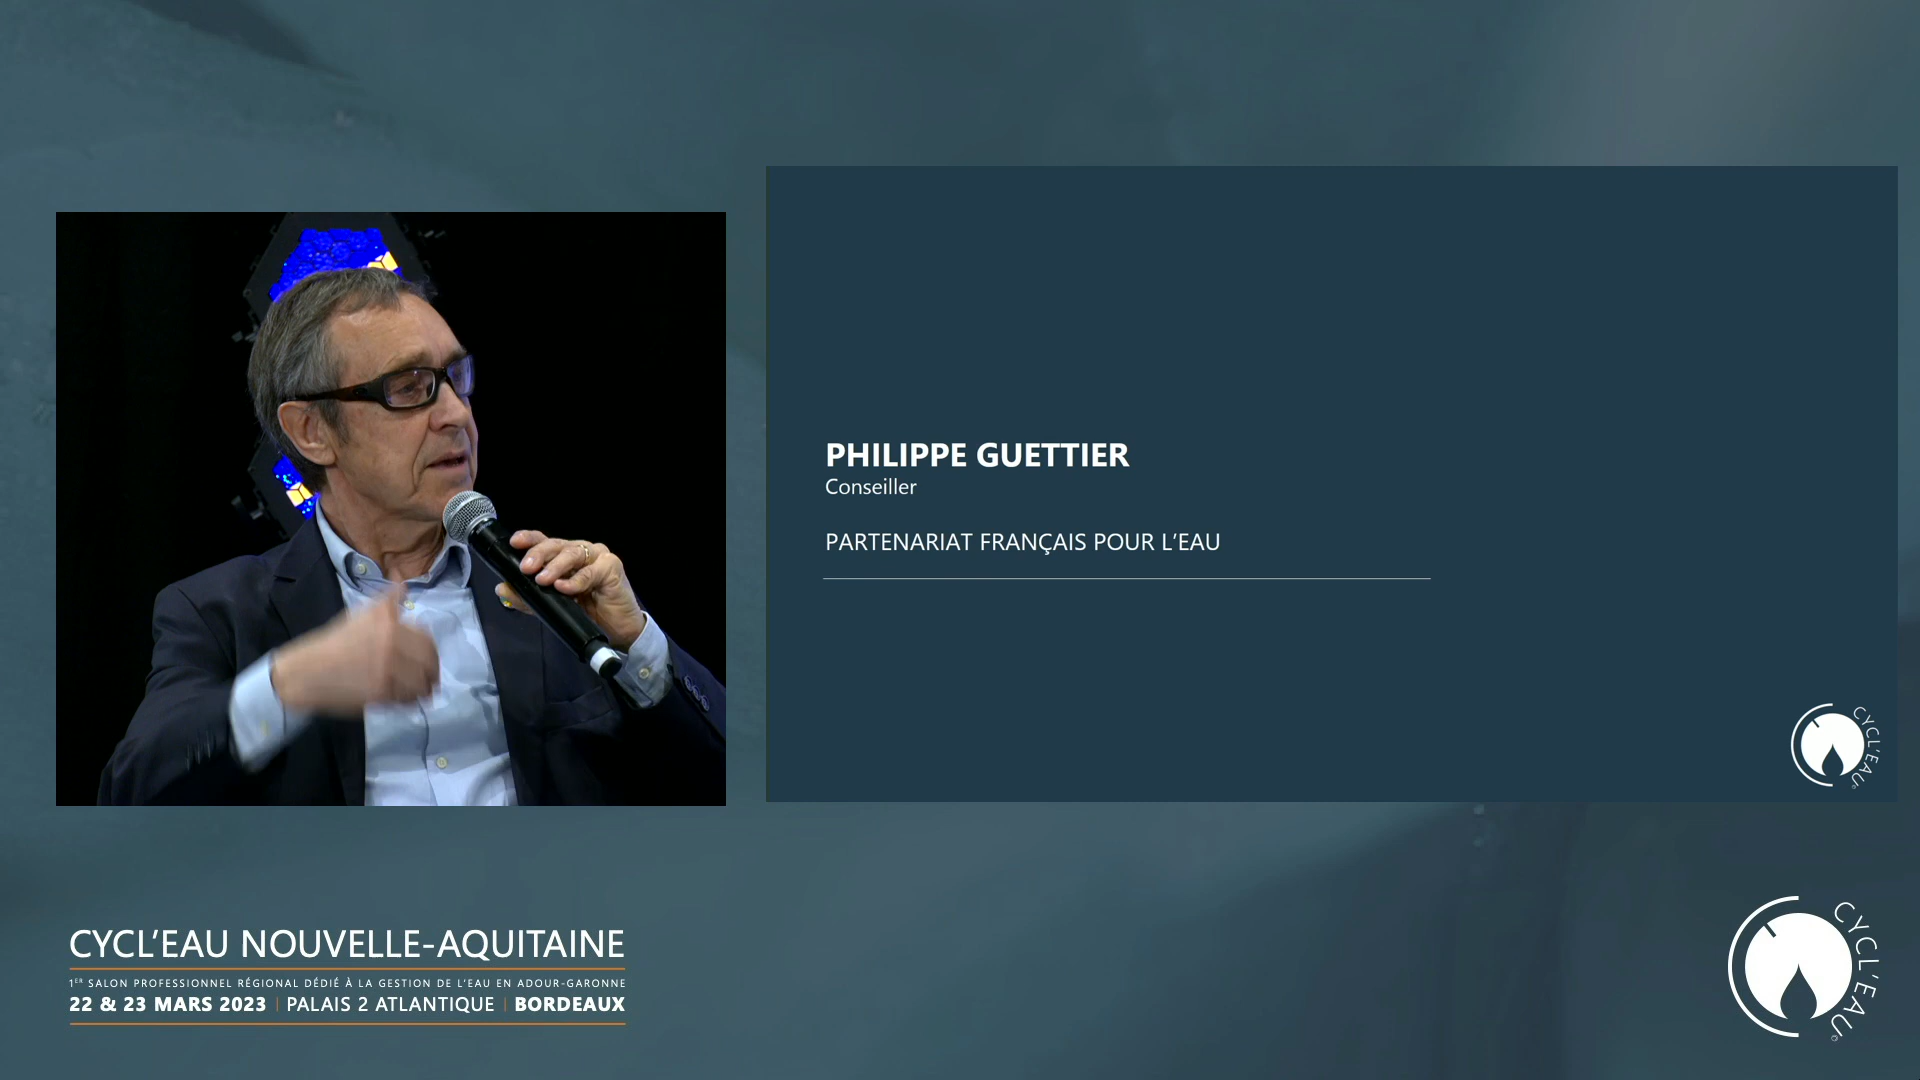 PHILIPPE GUETTIER
Conseiller
PARTENARIAT FRANÇAIS POUR L'EAU
CYCL'EAU
CYCL'EAU NOUVELLE-AQUITAINE
1ER SALON PROFESSIONNEL RÉGIONAL DÉDIÉ À LA GESTION DE L'EAU EN ADOUR-GARONNE
22 & 23 MARS 2023 | PALAIS 2 ATLANTIQUE | BORDEAUX
CYCL'EAU